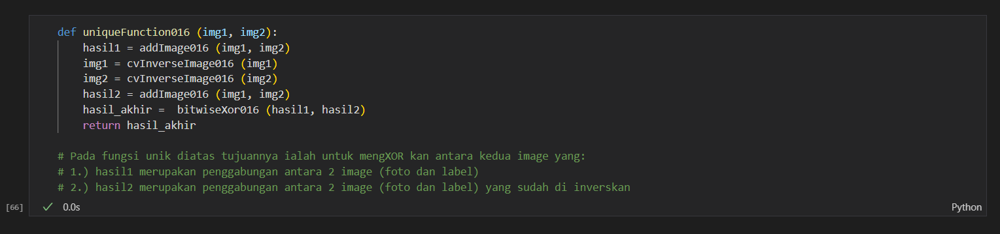 def uniqueFunction016 (img1, img2):
    hasil1 = addImage016 (img1, img2)
    img1 = cvInverseImage016 (img1)
    img2 = cvInverseImage016 (img2)
    hasil2 = addImage016 (img1, img2)
    hasil_akhir =  bitwiseXor016 (hasil1, hasil2)
    return hasil_akhir
# Pada fungsi unik diatas tujuannya ialah untuk mengXOR kan antara kedua image yang:
# 1.) hasil1 merupakan penggabungan antara 2 image (foto dan label)
# 2.) hasil2 merupakan penggabungan antara 2 image (foto dan label) yang sudah di inverskan
[66] ✓ 0.0s Python